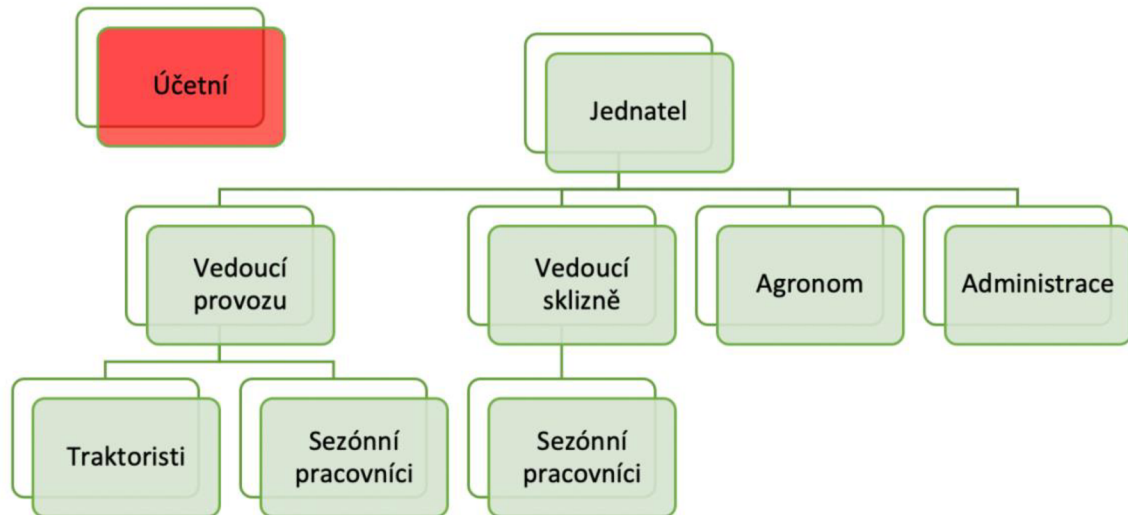 Účetní
Jednatel
Vedoucí
provozu
Vedoucí
sklizně
Agronom
Administrace
Traktoristi
Sezónní
pracovníci
Sezónní
pracovníci